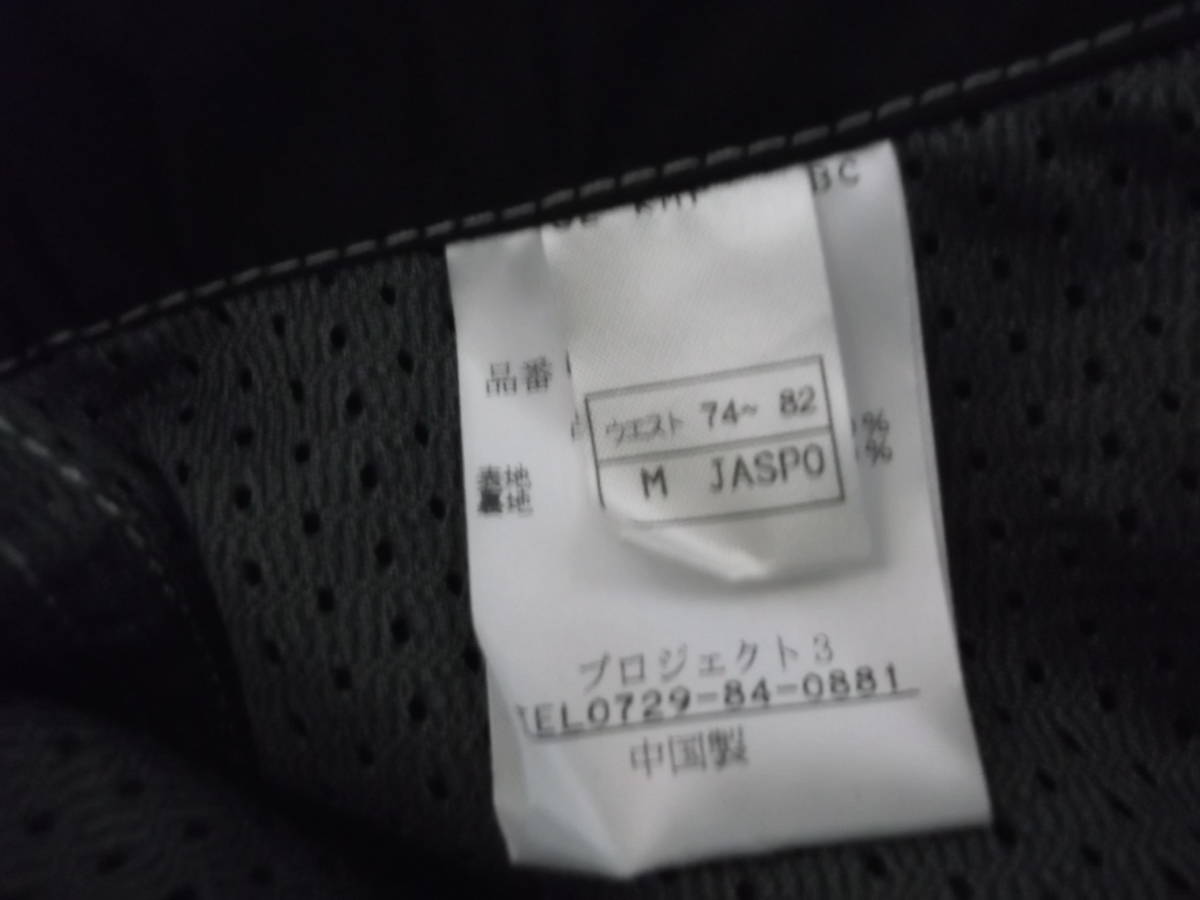 BC
品番
ウエスト 74~ 82
M JASPO
%
%
表地
裏地
プロジェクト3
TEL0729-84-0881
中国製